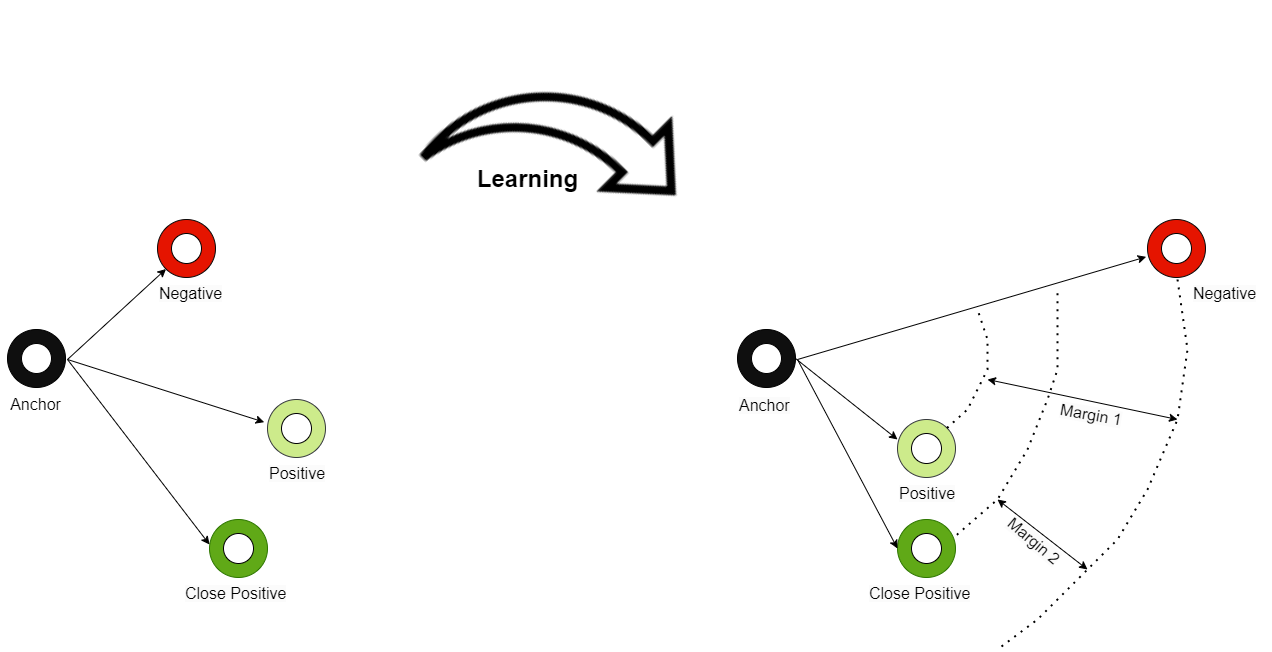 Learning
Negative
Anchor
Positive
Close Positive
Negative
Anchor
Margin 1
Positive
Margin 2
Close Positive